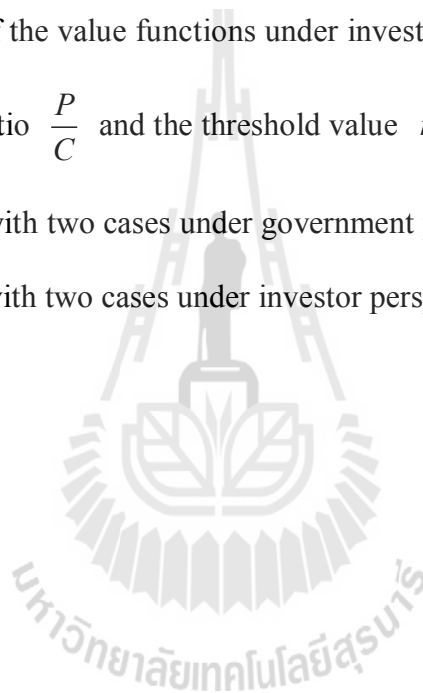 f the value functions under invest
tio P/C and the threshold value
with two cases under government
with two cases under investor pers
มหาวิทยาลัยเทคโนโลยีสุรนารี